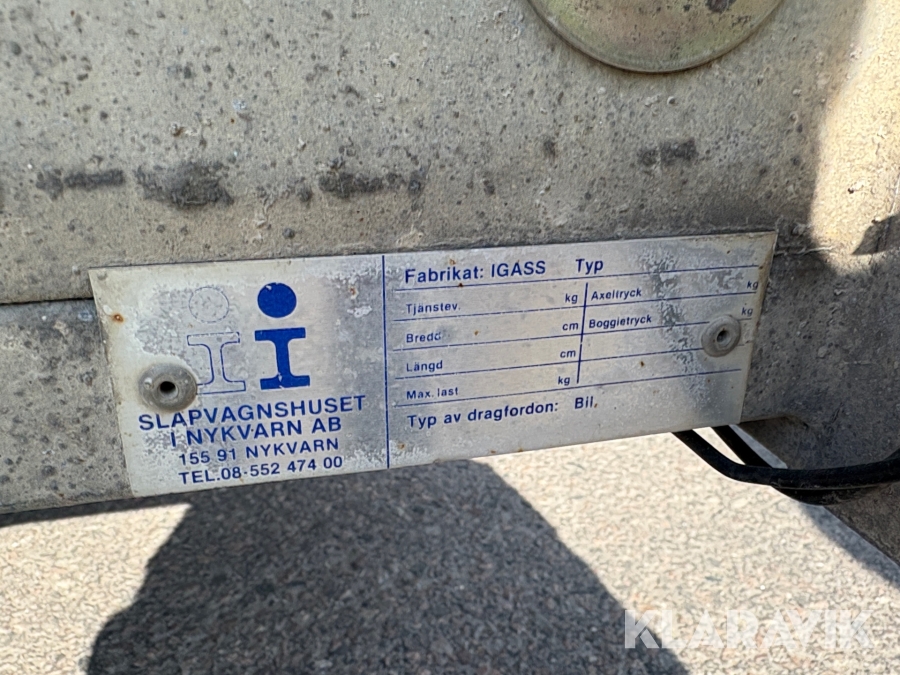 ii
SLAPVAGNSHUSET
I NYKVARN AB
155 91 NYKVARN
TEL.08-552 474 00
Fabrikat: IGASS Typ
Tjänstev. kg Axeltryck kg
Bredd cm Boggietryck kg
Längd cm
Max. last kg
Typ av dragfordon: Bil,
KLARAVIK